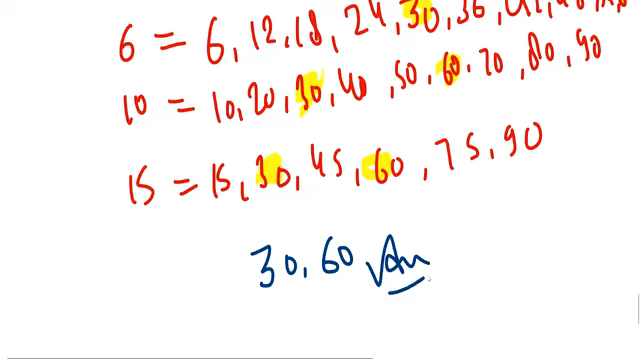 6 = 6, 12, 18, 24, 30, 36,
10 = 10, 20, 30, 40, 50, 60, 70, 80, 90
15 = 15, 30, 45, 60, 75, 90
30, 60 √An